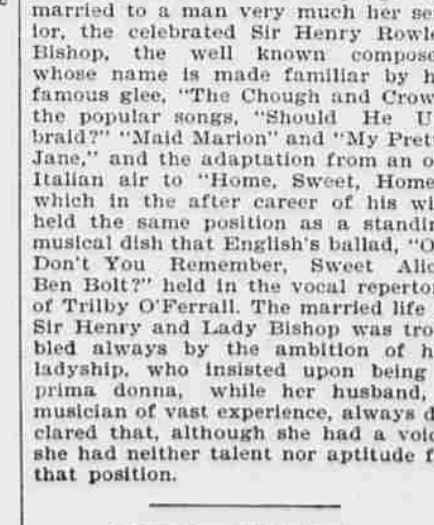 married to a man very much her se
ior, the celebrated Sir Henry Rowle
Bishop, the well known compose
whose name is made familiar by h
famous glee, "The Chough and Crow
the popular songs, "Should He U
braid?" "Maid Marion" and "My Pret
Jane," and the adaptation from an o
Italian air to "Home, Sweet, Home
which in the after career of his wi
held the same position as a standin
musical dish that English's ballad, "O
Don't You Remember, Sweet Alic
Ben Bolt?" held in the vocal repertor
of Trilby O'Ferrall. The married life
Sir Henry and Lady Bishop was trou
bled always by the ambition of h
ladyship, who insisted upon being
prima donna, while her husband,
musician of vast experience, always d
clared that, although she had a voic
she had neither talent nor aptitude f
that position.